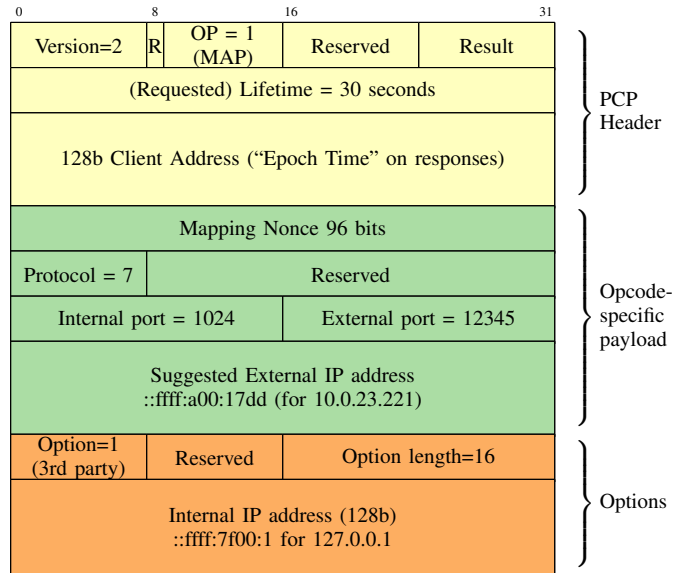 0 8 16 31
Version=2 R OP = 1 Reserved Result
(MAP)
(Requested) Lifetime = 30 seconds
PCP
Header
128b Client Address (“Epoch Time” on responses)
Mapping Nonce 96 bits
Protocol = 7 Reserved
Internal port = 1024 External port = 12345
Opcode-
specific
payload
Suggested External IP address
::ffff:a00:17dd (for 10.0.23.221)
Option=1 Reserved Option length=16
(3rd party)
Options
Internal IP address (128b)
::ffff:7f00:1 for 127.0.0.1